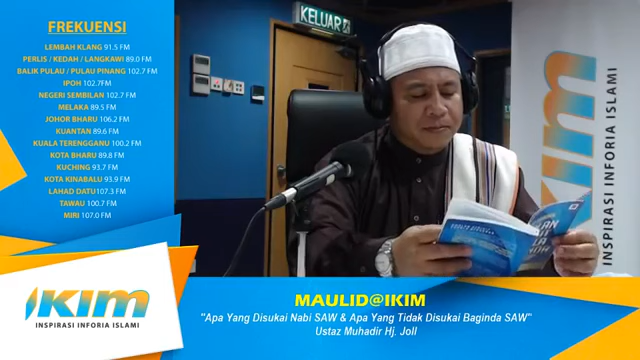 FREKUENSI
LEMBAH KLANG 91.5 FM
PERLIS / KEDAH / LANGKAWI 89.0 FM
BALIK PULAU / PULAU PINANG 102.7 FM
IPOH 102.7FM
NEGERI SEMBILAN 102.7 FM
MELAKA 89.5 FM
JOHOR BHARU 106.2 FM
KUANTAN 89.6 FM
KUALA TERENGGANU 100.2 FM
KOTA BHARU 89.8 FM
KUCHING 93.7 FM
KOTA KINABALU 93.9 FM
LAHAD DATU107.3 FM
TAWAU 100.7 FM
MIRI 107.0 FM
KELUAR
IKIM
INSPIRASI INFORIA ISLAMI
IKIM
INSPIRASI INFORIA ISLAMI
MAULID@IKIM
"Apa Yang Disukai Nabi SAW & Apa Yang Tidak Disukai Baginda SAW"
Ustaz Muhadir Hj. Joll